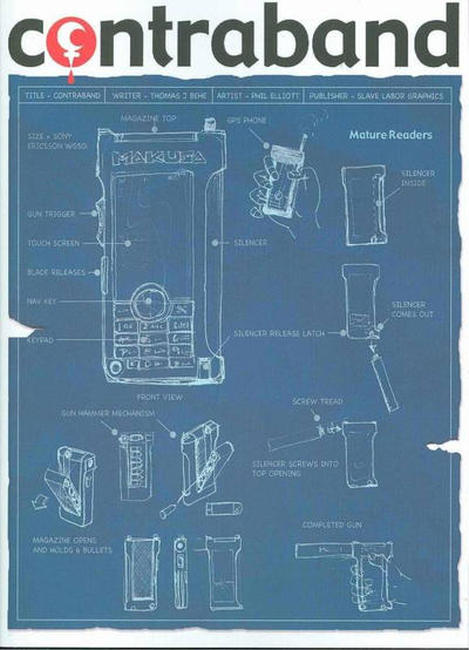 contraband
TITLE - CONTRABAND
WRITER - THOMAS J BEHE
ARTIST - PHIL ELLIOTT
PUBLISHER - SLAVE LABOR GRAPHICS
MAGAZINE TOP
GPS PHONE
Mature Readers
SIZE = SONY
ERICSSON W950i
MAKUTA
SILENCER
INSIDE
GUN TRIGGER
TOUCH SCREEN
SILENCER
BLADE RELEASES
NAV KEY
SILENCER
COMES OUT
SILENCER RELEASE LATCH
KEYPAD
FRONT VIEW
SCREW TREAD
GUN HAMMER MECHANISM
SILENCER SCREWS INTO
TOP OPENING
COMPLETED GUN
MAGAZINE OPENS
AND HOLDS 6 BULLETS